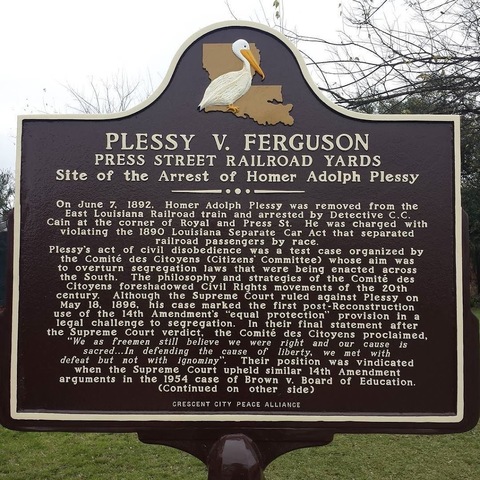 PLESSY V. FERGUSON
PRESS STREET RAILROAD YARDS
Site of the Arrest of Homer Adolph Plessy
On June 7, 1892, Homer Adolph Plessy was removed from the
East Louisiana Railroad train and arrested by Detective C.C.
Cain at the corner of Royal and Press St. He was charged with
violating the 1890 Louisiana Separate Car Act that separated
railroad passengers by race.
Plessy's act of civil disobedience was a test case organized by
the Comité des Citoyens (Citizens' Committee) whose aim was
to overturn segregation laws that were being enacted across
the South. The philosophy and strategies of the Comité des
Citoyens foreshadowed Civil Rights movements of the 20th
century. Although the Supreme Court ruled against Plessy on
May 18, 1896, his case marked the first post-Reconstruction
use of the 14th Amendment's "equal protection" provision in a
legal challenge to segregation. In their final statement after
the Supreme Court verdict, the Comité des Citoyens proclaimed,
"We as freemen still believe we were right and our cause is
sacred...In defending the cause of liberty, we met with
defeat but not with ignominy". Their position was vindicated
when the Supreme Court upheld similar 14th Amendment
arguments in the 1954 case of Brown v. Board of Education.
(Continued on other side)
CRESCENT CITY PEACE ALLIANCE